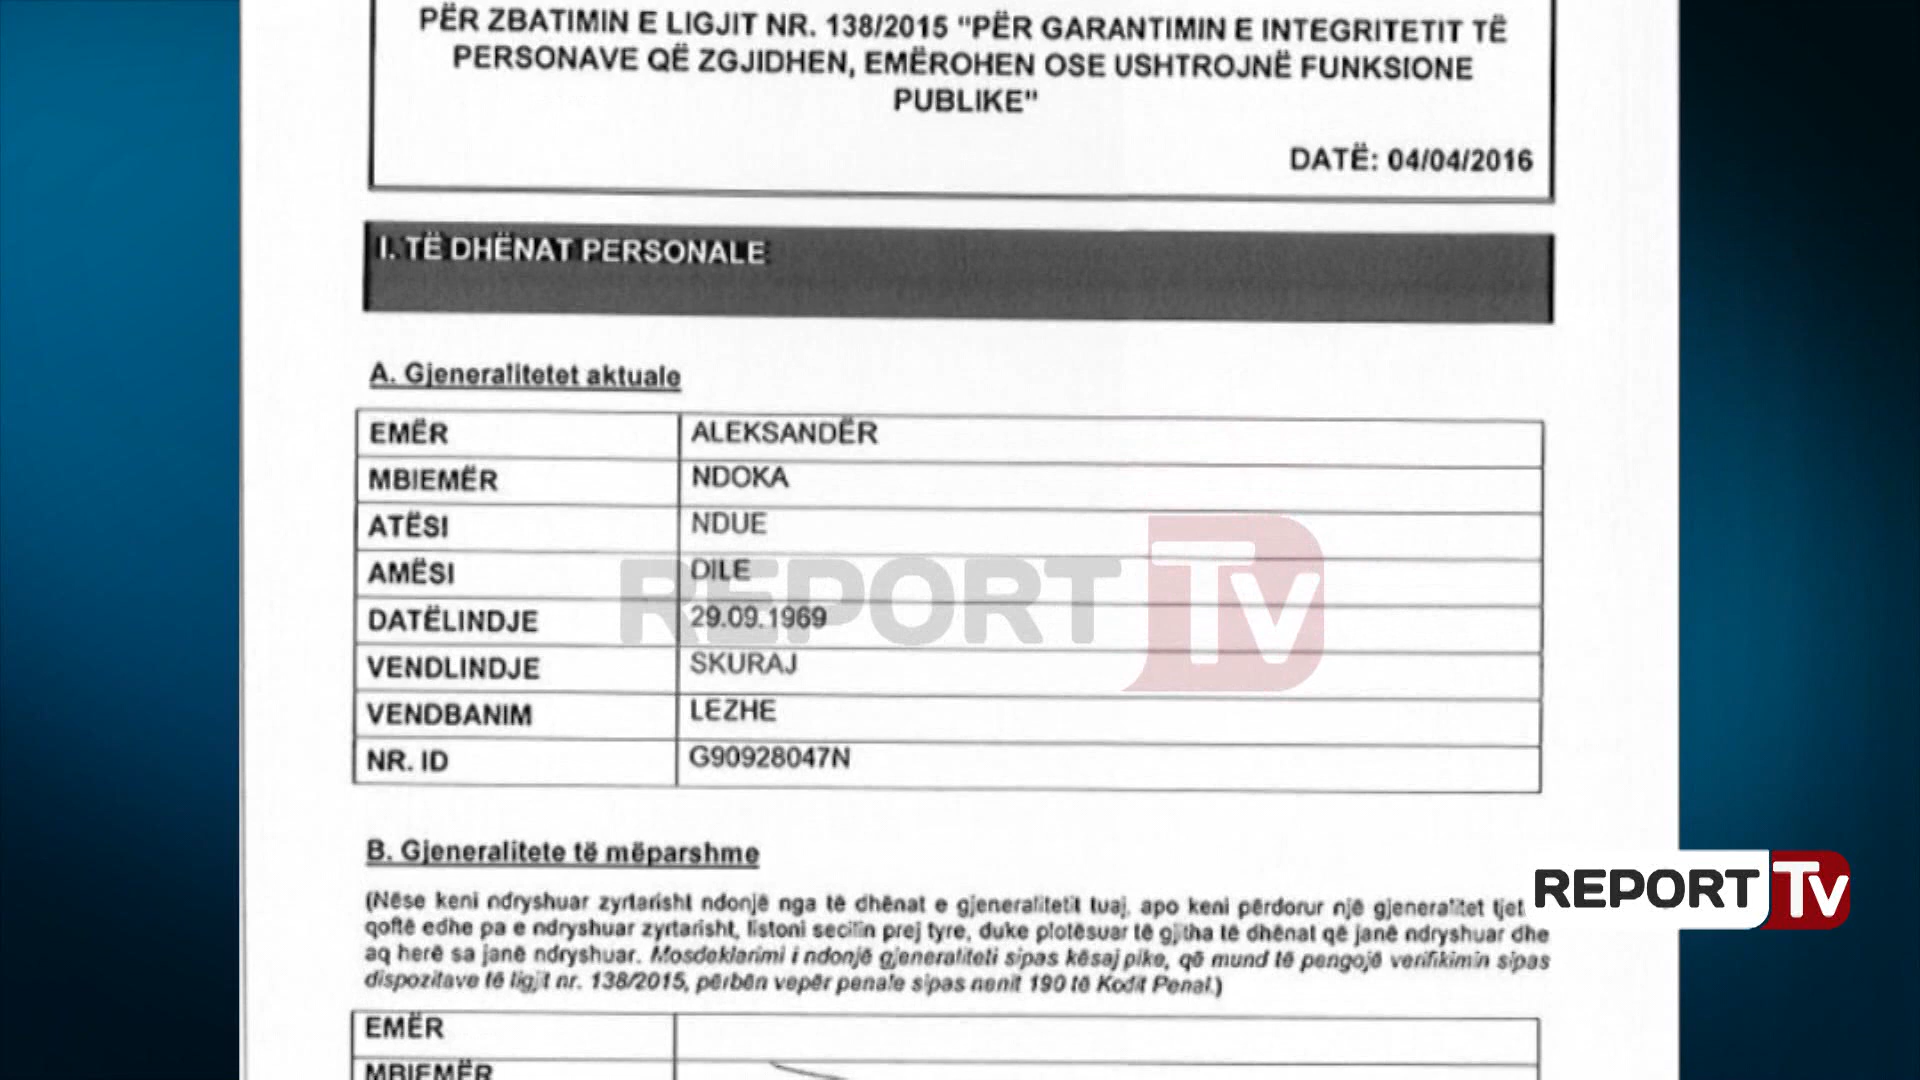 PËR ZBATIMIN E LIGJIT NR. 138/2015 "PËR GARANTIMIN E INTEGRITETIT TË
PERSONAVE QË ZGJIDHEN, EMËROHEN OSE USHTROJNË FUNKSIONE
PUBLIKE"
DATË: 04/04/2016
I. TË DHËNAT PERSONALE
A. Gjeneralitetet aktuale
EMËR ALEKSANDËR
MBIEMËR NDOKA
ATËSI NDUE
AMËSI DILE
DATËLINDJE 29.09.1969
VENDLINDJE SKURAJ
VENDBANIM LEZHE
NR. ID G90928047N
REPORT TV
B. Gjeneralitete të mëparshme
(Nëse keni ndryshuar zyrtarisht ndonjë nga të dhënat e gjeneralitetit tuaj, apo keni përdorur një gjeneralitet tjet
qoftë edhe pa e ndryshuar zyrtarisht, listoni secilin prej tyre, duke plotësuar të gjitha të dhënat që janë ndryshuar dhe
aq herë sa janë ndryshuar. Mosdeklarimi i ndonjë gjeneraliteti sipas kësaj pike, që mund të pengojë verifikimin sipas
dispozitave të ligjit nr. 138/2015, përbën vepër penale sipas nenit 190 të Kodit Penal.)
REPORT TV
EMËR
MBIEMËR